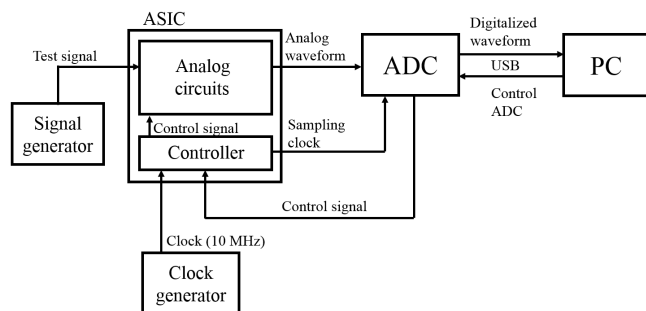 ASIC
Test signal
Analog
circuits
Analog
waveform
ADC
Digitalized
waveform
USB
Control
ADC
PC
Signal
generator
Control signal
Controller
Sampling
clock
Control signal
Clock (10 MHz)
Clock
generator